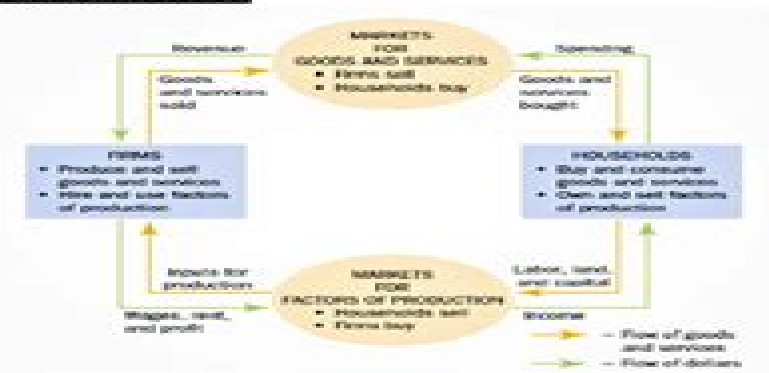 MARKETS
FOR
GOODS AND SERVICES
• Firms sell
• Households buy
Revenue
Spending
Goods
and services
sold
Goods and
services
bought
FIRMS
• Produce and sell
goods and services
• Hire and use factors
of production
HOUSEHOLDS
• Buy and consume
goods and services
• Own and sell factors
of production
Inputs for
production
Labor, land,
and capital
MARKETS
FOR
FACTORS OF PRODUCTION
• Households sell
• Firms buy
Wages, rent,
and profit
Income
= Flow of goods
and services
= Flow of dollars